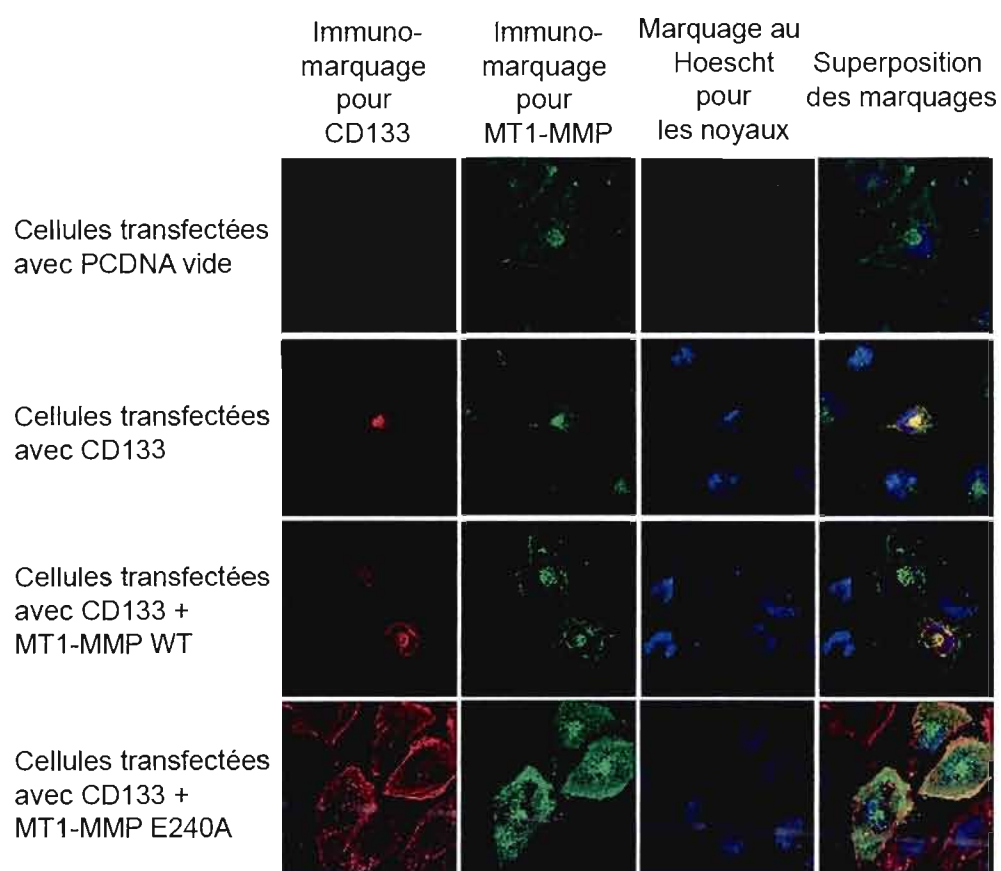 Immuno-
marquage
pour
CD133
Immuno-
marquage
pour
MT1-MMP
Marquage au
Hoescht
pour
les noyaux
Superposition
des marquages
Cellules transfectées
avec PCDNA vide
Cellules transfectées
avec CD133
Cellules transfectées
avec CD133 +
MT1-MMP WT
Cellules transfectées
avec CD133 +
MT1-MMP E240A